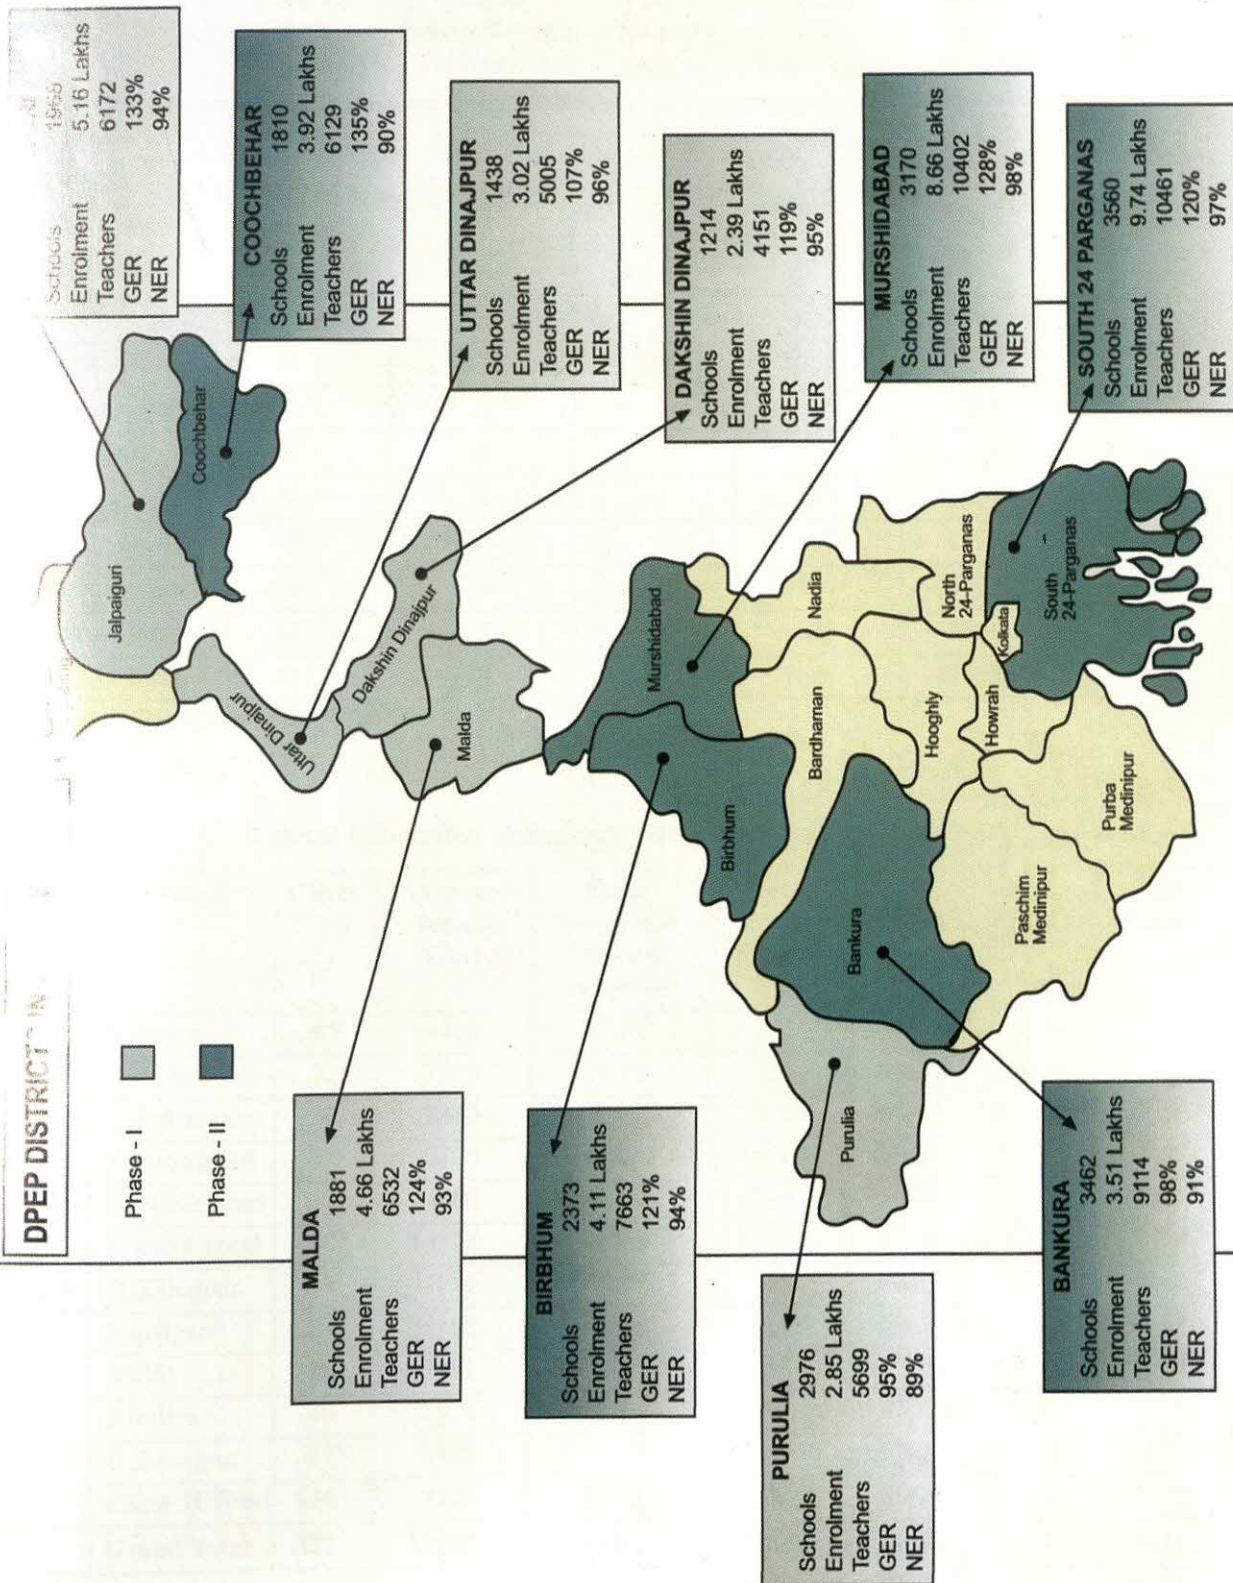 DPEP DISTRICTS IN
Phase - I
Phase - II
Schools 1968
Enrolment 5.16 Lakhs
Teachers 6172
GER 133%
NER 94%
COOCHBEHAR
Schools 1810
Enrolment 3.92 Lakhs
Teachers 6129
GER 135%
NER 90%
UTTAR DINAJPUR
Schools 1438
Enrolment 3.02 Lakhs
Teachers 5005
GER 107%
NER 96%
DAKSHIN DINAJPUR
Schools 1214
Enrolment 2.39 Lakhs
Teachers 4151
GER 119%
NER 95%
MURSHIDABAD
Schools 3170
Enrolment 8.66 Lakhs
Teachers 10402
GER 128%
NER 98%
SOUTH 24 PARGANAS
Schools 3560
Enrolment 9.74 Lakhs
Teachers 10461
GER 120%
NER 97%
MALDA
Schools 1881
Enrolment 4.66 Lakhs
Teachers 6532
GER 124%
NER 93%
BIRBHUM
Schools 2373
Enrolment 4.11 Lakhs
Teachers 7663
GER 121%
NER 94%
PURULIA
Schools 2976
Enrolment 2.85 Lakhs
Teachers 5699
GER 95%
NER 89%
BANKURA
Schools 3462
Enrolment 3.51 Lakhs
Teachers 9114
GER 98%
NER 91%
Jalpaiguri
Coochbehar
Uttar Dinajpur
Dakshin Dinajpur
Malda
Murshidabad
Birbhum
Nadia
Bardhaman
Bankura
Purulia
Hooghly
North
24-Parganas
Kolkata
Howrah
South
24-Parganas
Paschim
Medinipur
Purba
Medinipur